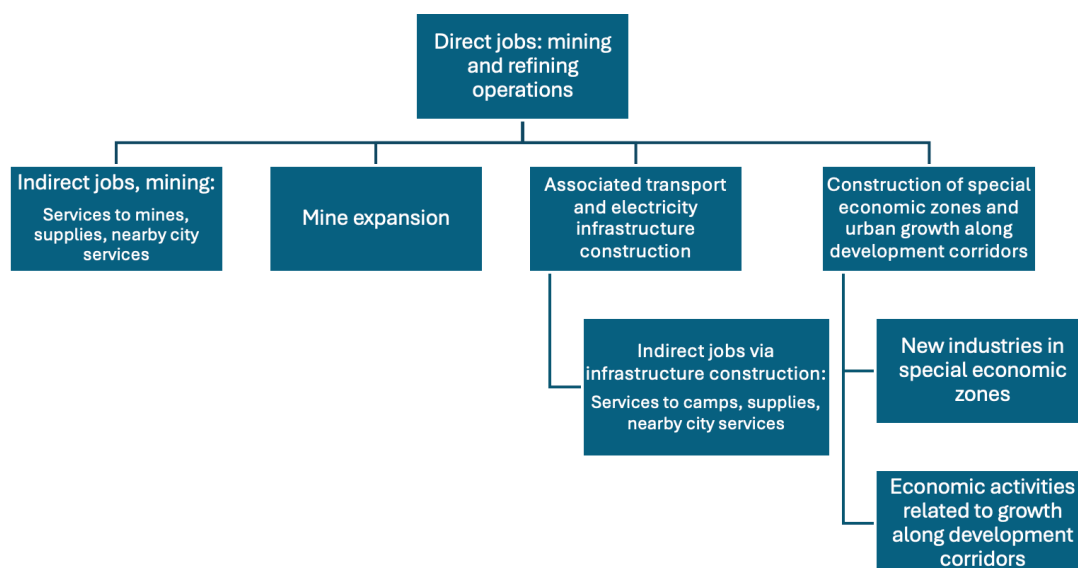 Direct jobs: mining
and refining
operations
Indirect jobs, mining:
Services to mines,
supplies, nearby city
services
Mine expansion
Associated transport
and electricity
infrastructure
construction
Construction of special
economic zones and
urban growth along
development corridors
Indirect jobs via
infrastructure construction:
Services to camps, supplies,
nearby city services
New industries in
special economic
zones
Economic activities
related to growth
along development
corridors